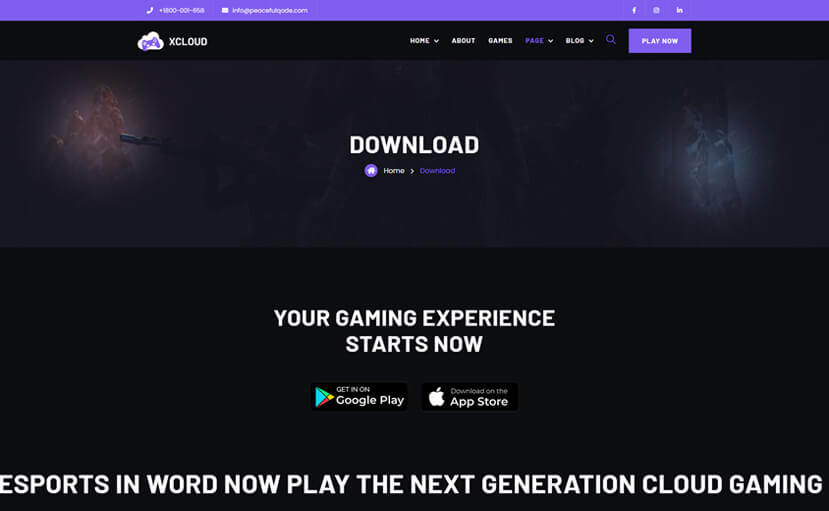 +1800-001-658 info@peacefulqode.com
XCLOUD HOME ABOUT GAMES PAGE BLOG PLAY NOW
DOWNLOAD
Home > Download
YOUR GAMING EXPERIENCE
STARTS NOW
GET IN ON
Google Play
Download on the
App Store
ESPORTS IN WORD NOW PLAY THE NEXT GENERATION CLOUD GAMING